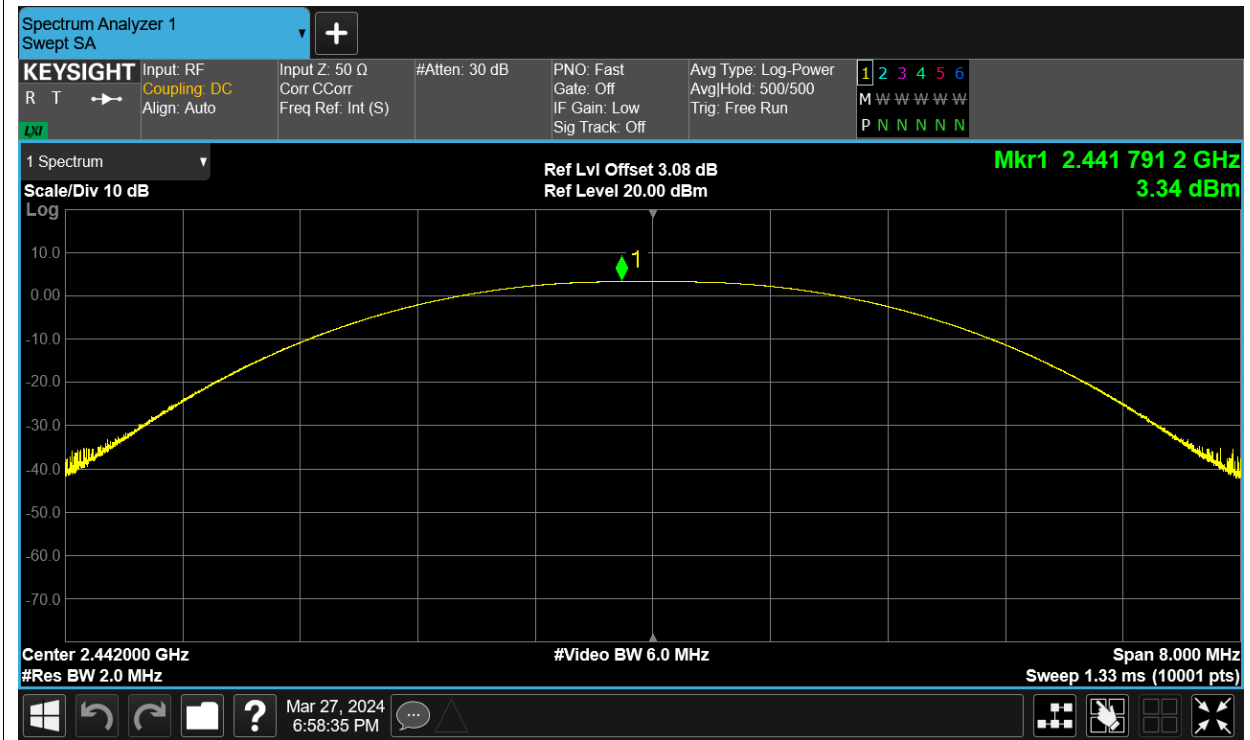 Spectrum Analyzer 1
Swept SA
KEYSIGHT
R T
LXI
Input: RF
Coupling: DC
Align: Auto
Input Z: 50 Ω
Corr CCorr
Freq Ref: Int (S)
#Atten: 30 dB
PNO: Fast
Gate: Off
IF Gain: Low
Sig Track: Off
Avg Type: Log-Power
Avg|Hold: 500/500
Trig: Free Run
1 2 3 4 5 6
M W W W W W
P N N N N N
1 Spectrum
Scale/Div 10 dB
Log
Ref Lvl Offset 3.08 dB
Ref Level 20.00 dBm
Mkr1 2.441 791 2 GHz
3.34 dBm
1
10.0
0.00
-10.0
-20.0
-30.0
-40.0
-50.0
-60.0
-70.0
Center 2.442000 GHz
#Res BW 2.0 MHz
#Video BW 6.0 MHz
Span 8.000 MHz
Sweep 1.33 ms (10001 pts)
?
Mar 27, 2024
6:58:35 PM